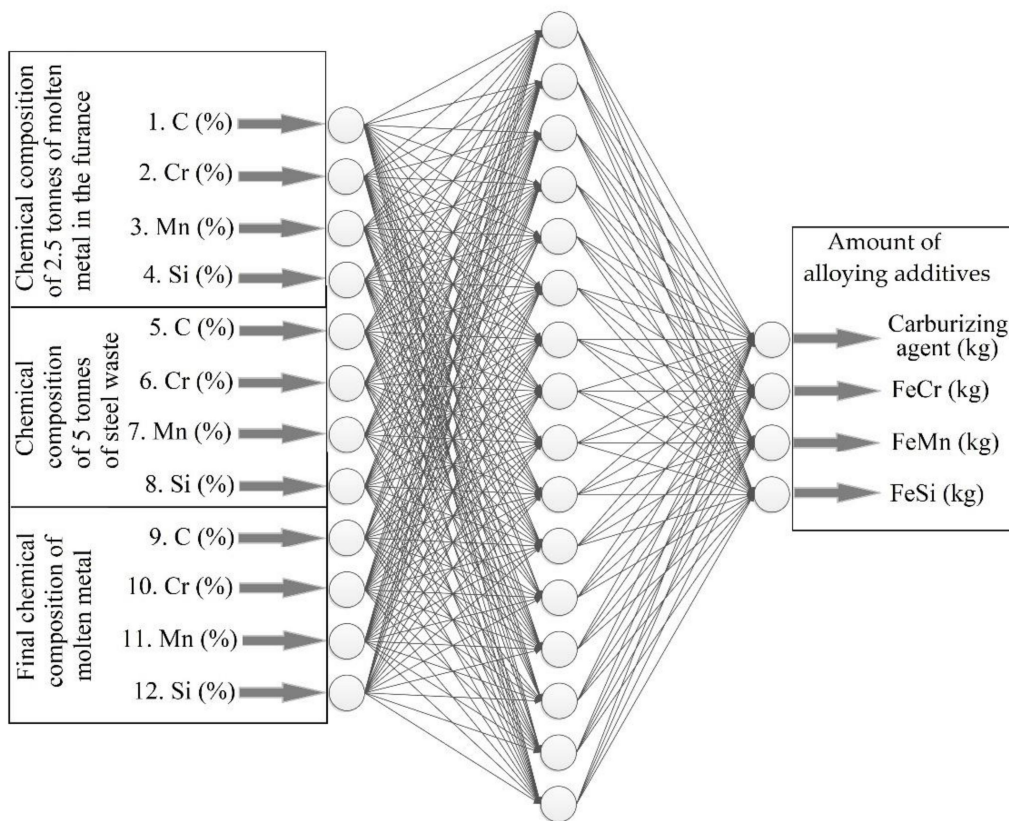 Chemical composition
of 2.5 tonnes of molten
metal in the furance
1. C (%)
2. Cr (%)
3. Mn (%)
4. Si (%)
Chemical
composition
of 5 tonnes
of steel waste
5. C (%)
6. Cr (%)
7. Mn (%)
8. Si (%)
Final chemical
composition of
molten metal
9. C (%)
10. Cr (%)
11. Mn (%)
12. Si (%)
Amount of
alloying additives
Carburizing
agent (kg)
FeCr (kg)
FeMn (kg)
FeSi (kg)